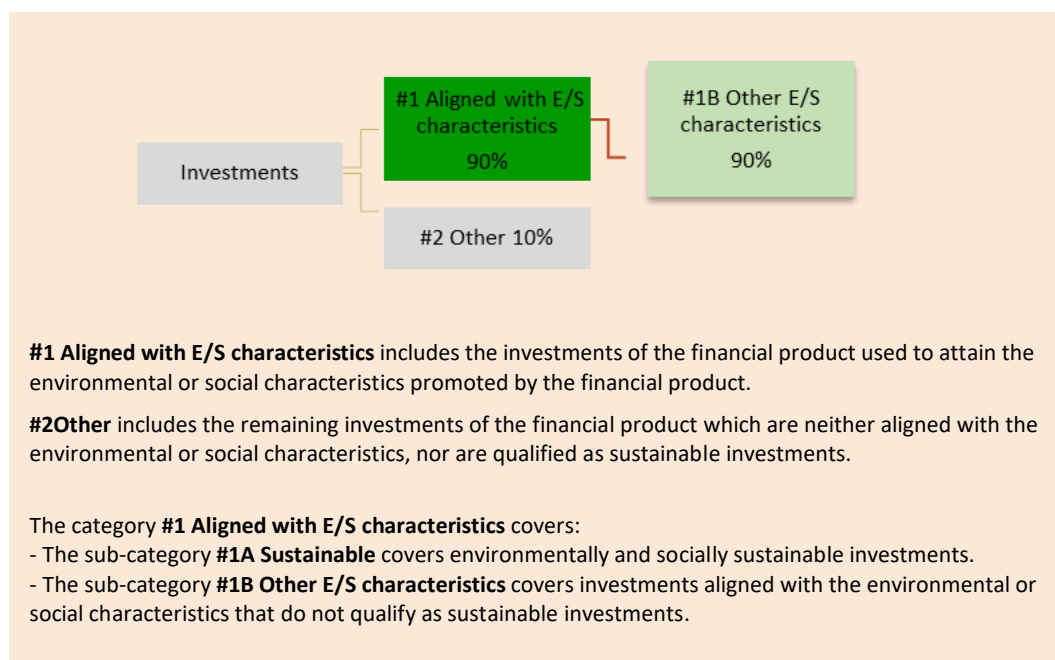 #1 Aligned with E/S
characteristics
90%
#1B Other E/S
characteristics
90%
Investments
#2 Other 10%
#1 Aligned with E/S characteristics includes the investments of the financial product used to attain the
environmental or social characteristics promoted by the financial product.
#2Other includes the remaining investments of the financial product which are neither aligned with the
environmental or social characteristics, nor are qualified as sustainable investments.
The category #1 Aligned with E/S characteristics covers:
- The sub-category #1A Sustainable covers environmentally and socially sustainable investments.
- The sub-category #1B Other E/S characteristics covers investments aligned with the environmental or
social characteristics that do not qualify as sustainable investments.